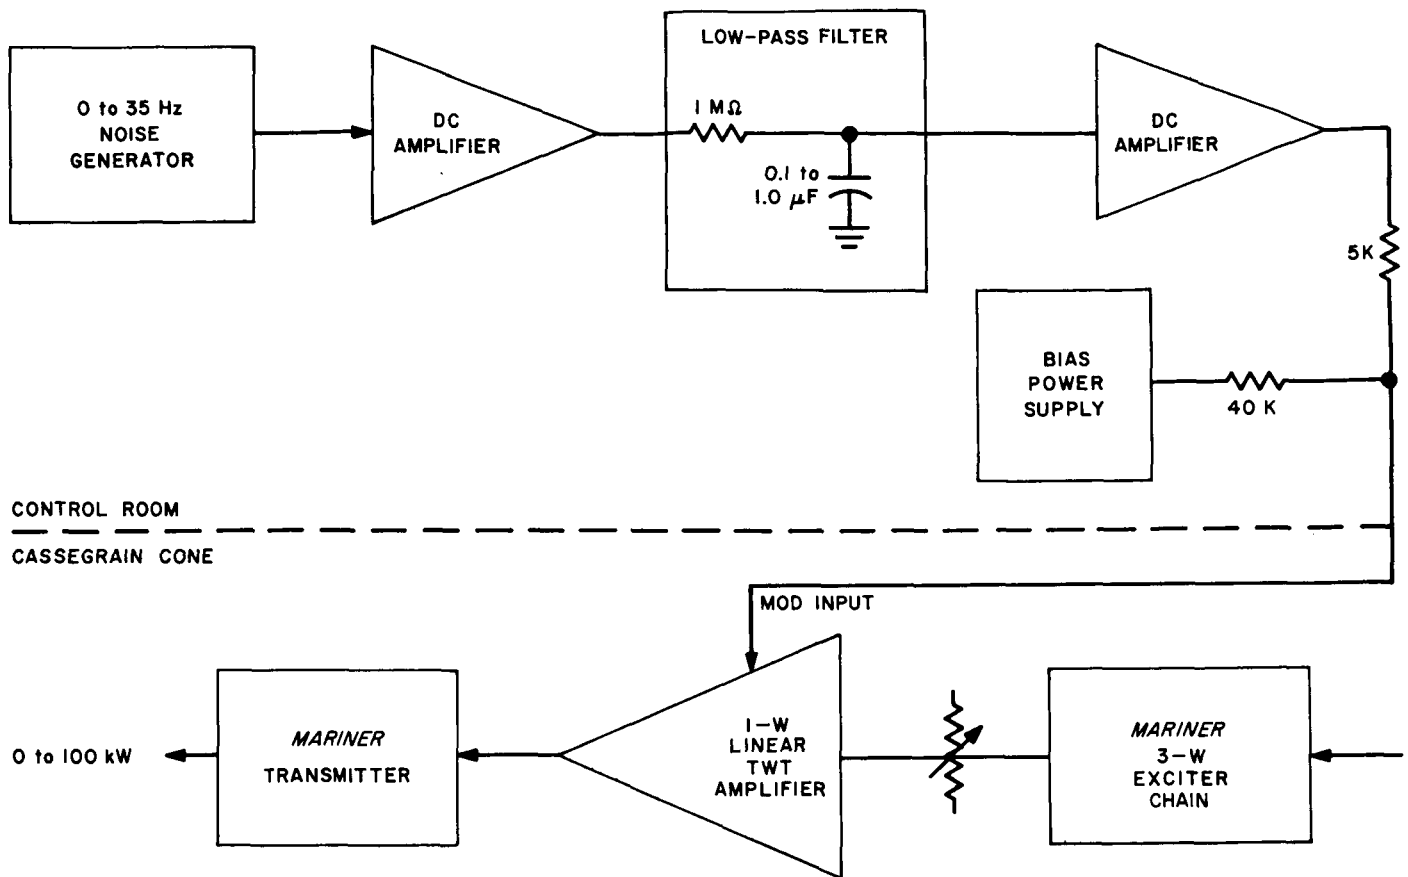 0 to 35 Hz
NOISE
GENERATOR
DC
AMPLIFIER
LOW-PASS FILTER
1 MΩ
0.1 to
1.0 μF
DC
AMPLIFIER
5K
BIAS
POWER
SUPPLY
40 K
CONTROL ROOM
CASSEGRAIN CONE
MOD INPUT
0 to 100 kW
MARINER
TRANSMITTER
1-W
LINEAR
TWT
AMPLIFIER
MARINER
3-W
EXCITER
CHAIN